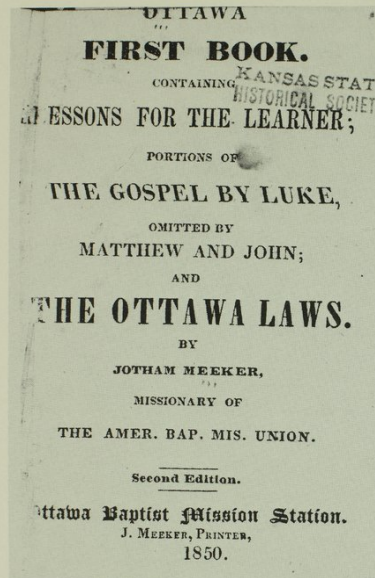 OTTAWA
FIRST BOOK.
CONTAINING
KANSAS STAT
HISTORICAL SOCIET
LESSONS FOR THE LEARNER;
PORTIONS OF
THE GOSPEL BY LUKE,
OMITTED BY
MATTHEW AND JOHN;
AND
THE OTTAWA LAWS.
BY
JOTHAM MEEKER,
MISSIONARY OF
THE AMER. BAP. MIS. UNION.
Second Edition.
ttawa Baptist Mission Station.
J. MEEKER, PRINTER,
1850.